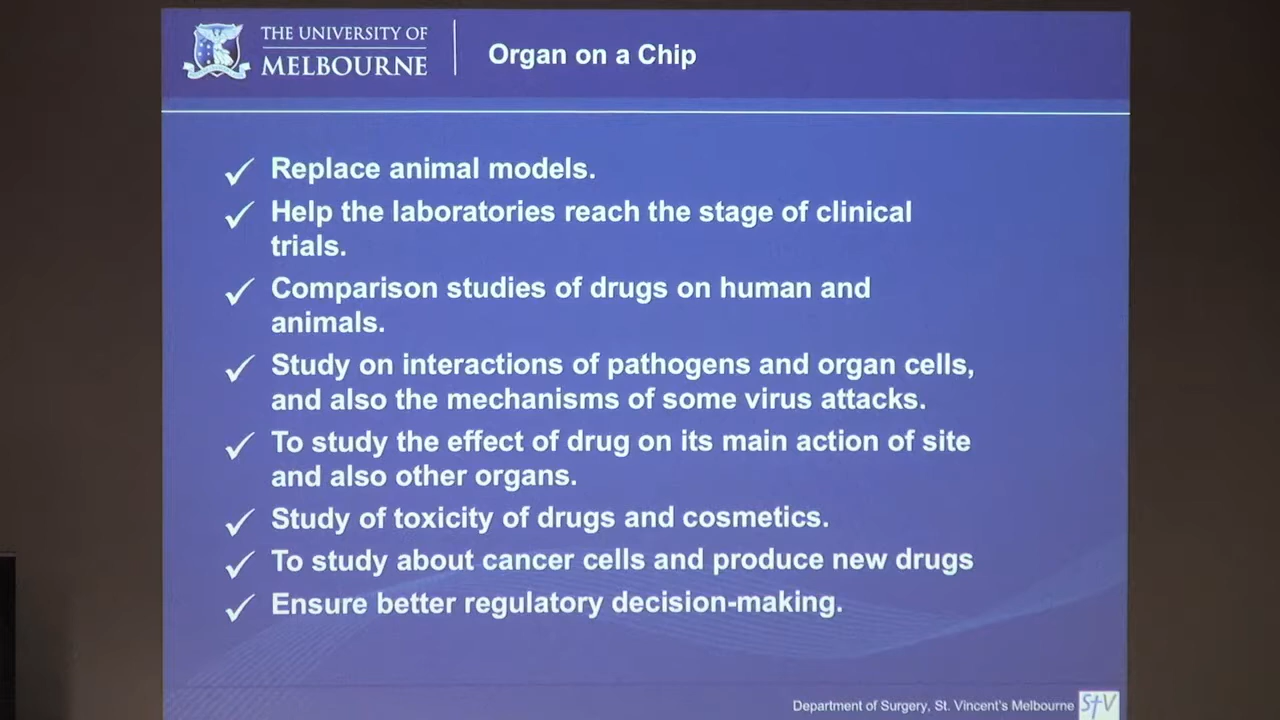 THE UNIVERSITY OF
MELBOURNE
Organ on a Chip
Replace animal models.
Help the laboratories reach the stage of clinical
trials.
Comparison studies of drugs on human and
animals.
Study on interactions of pathogens and organ cells,
and also the mechanisms of some virus attacks.
To study the effect of drug on its main action of site
and also other organs.
Study of toxicity of drugs and cosmetics.
To study about cancer cells and produce new drugs
Ensure better regulatory decision-making.
Department of Surgery, St. Vincent's Melbourne
StV